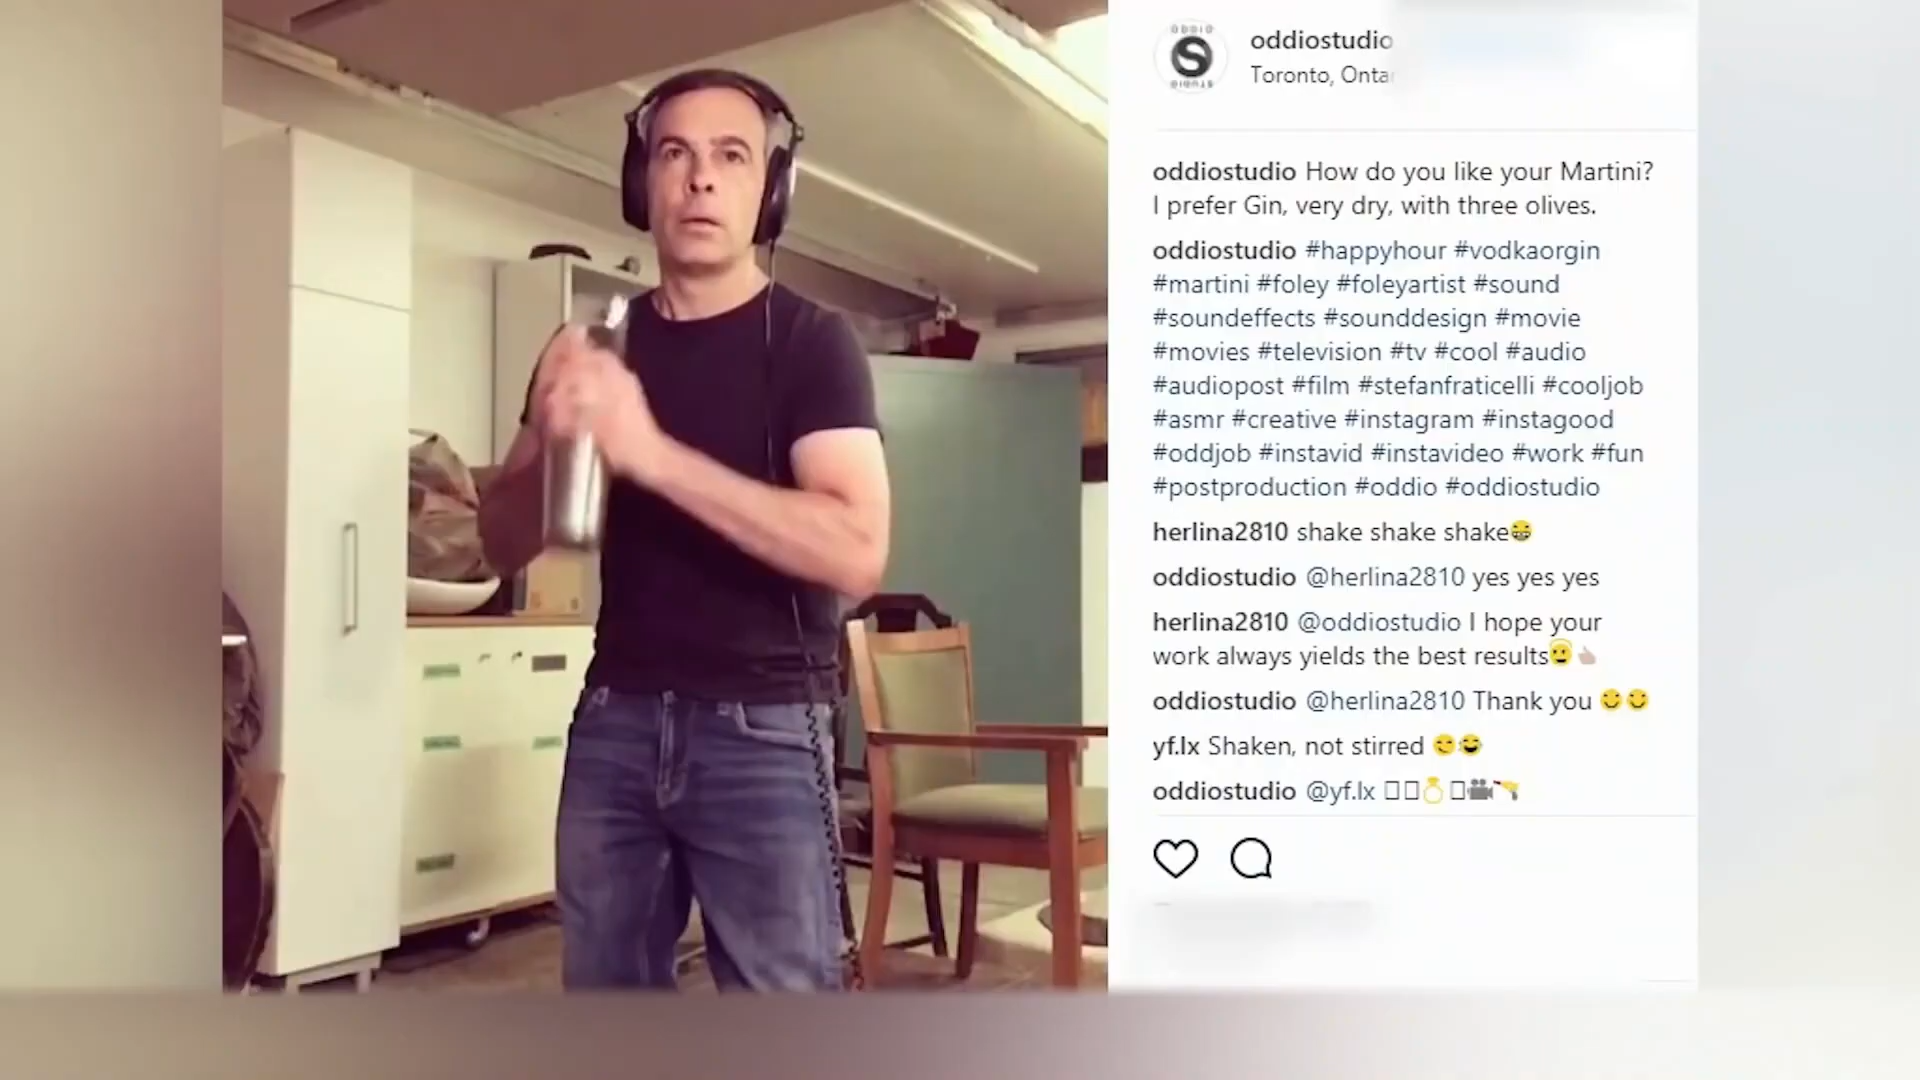 ODDIO
S
STUDIO
oddiostudio
Toronto, Onta
oddiostudio How do you like your Martini?
I prefer Gin, very dry, with three olives.
oddiostudio #happyhour #vodkaorgin
#martini #foley #foleyartist #sound
#soundeffects #sounddesign #movie
#movies #television #tv #cool #audio
#audiopost #film #stefanfraticelli #cooljob
#asmr #creative #instagram #instagood
#oddjob #instavid #instavideo #work #fun
#postproduction #oddio #oddiostudio
herlina2810 shake shake shake😁
oddiostudio @herlina2810 yes yes yes
herlina2810 @oddiostudio I hope your
work always yields the best results
oddiostudio @herlina2810 Thank you 😊😊
yf.lx Shaken, not stirred 😏😂
oddiostudio @yf.lx 💍🎥🔫